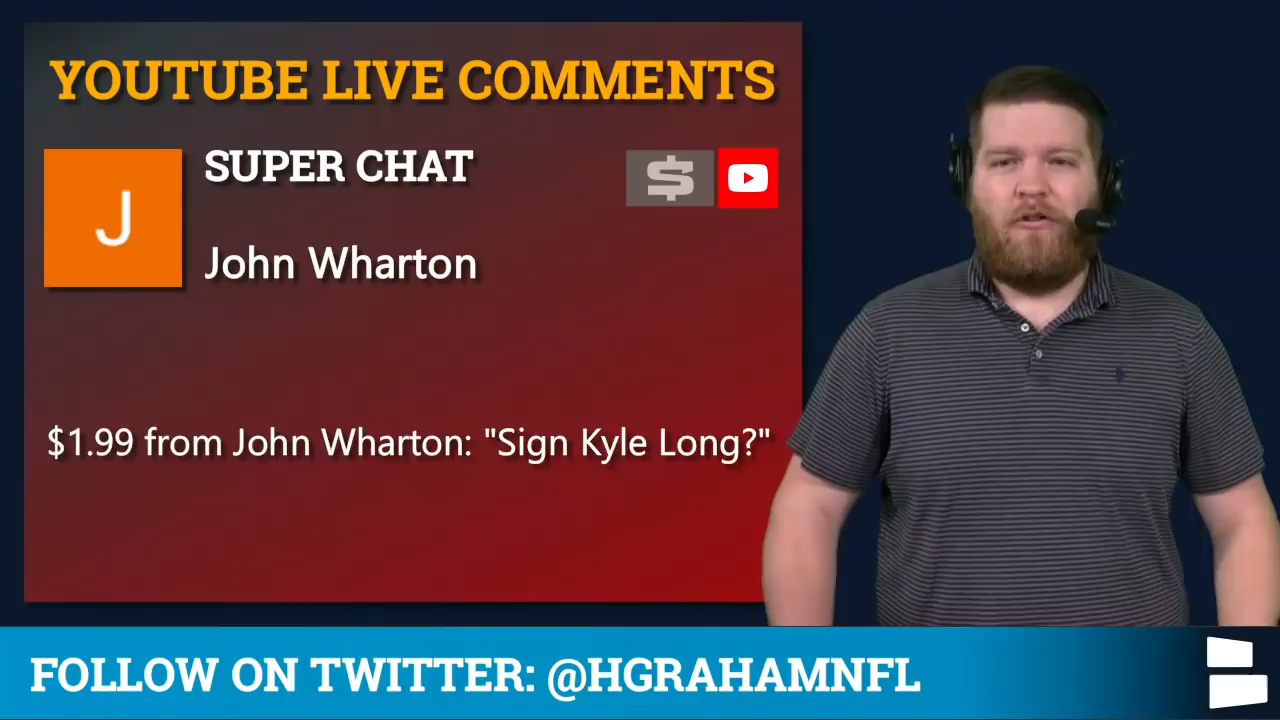 YOUTUBE LIVE COMMENTS
J
SUPER CHAT
$
John Wharton
$1.99 from John Wharton: "Sign Kyle Long?"
FOLLOW ON TWITTER: @HGRAHAMNFL